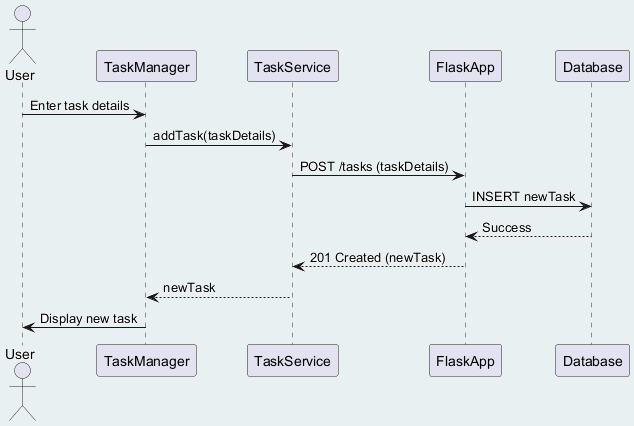 User
TaskManager
TaskService
FlaskApp
Database
Enter task details
addTask(taskDetails)
POST /tasks (taskDetails)
INSERT newTask
Success
201 Created (newTask)
newTask
Display new task
User
TaskManager
TaskService
FlaskApp
Database